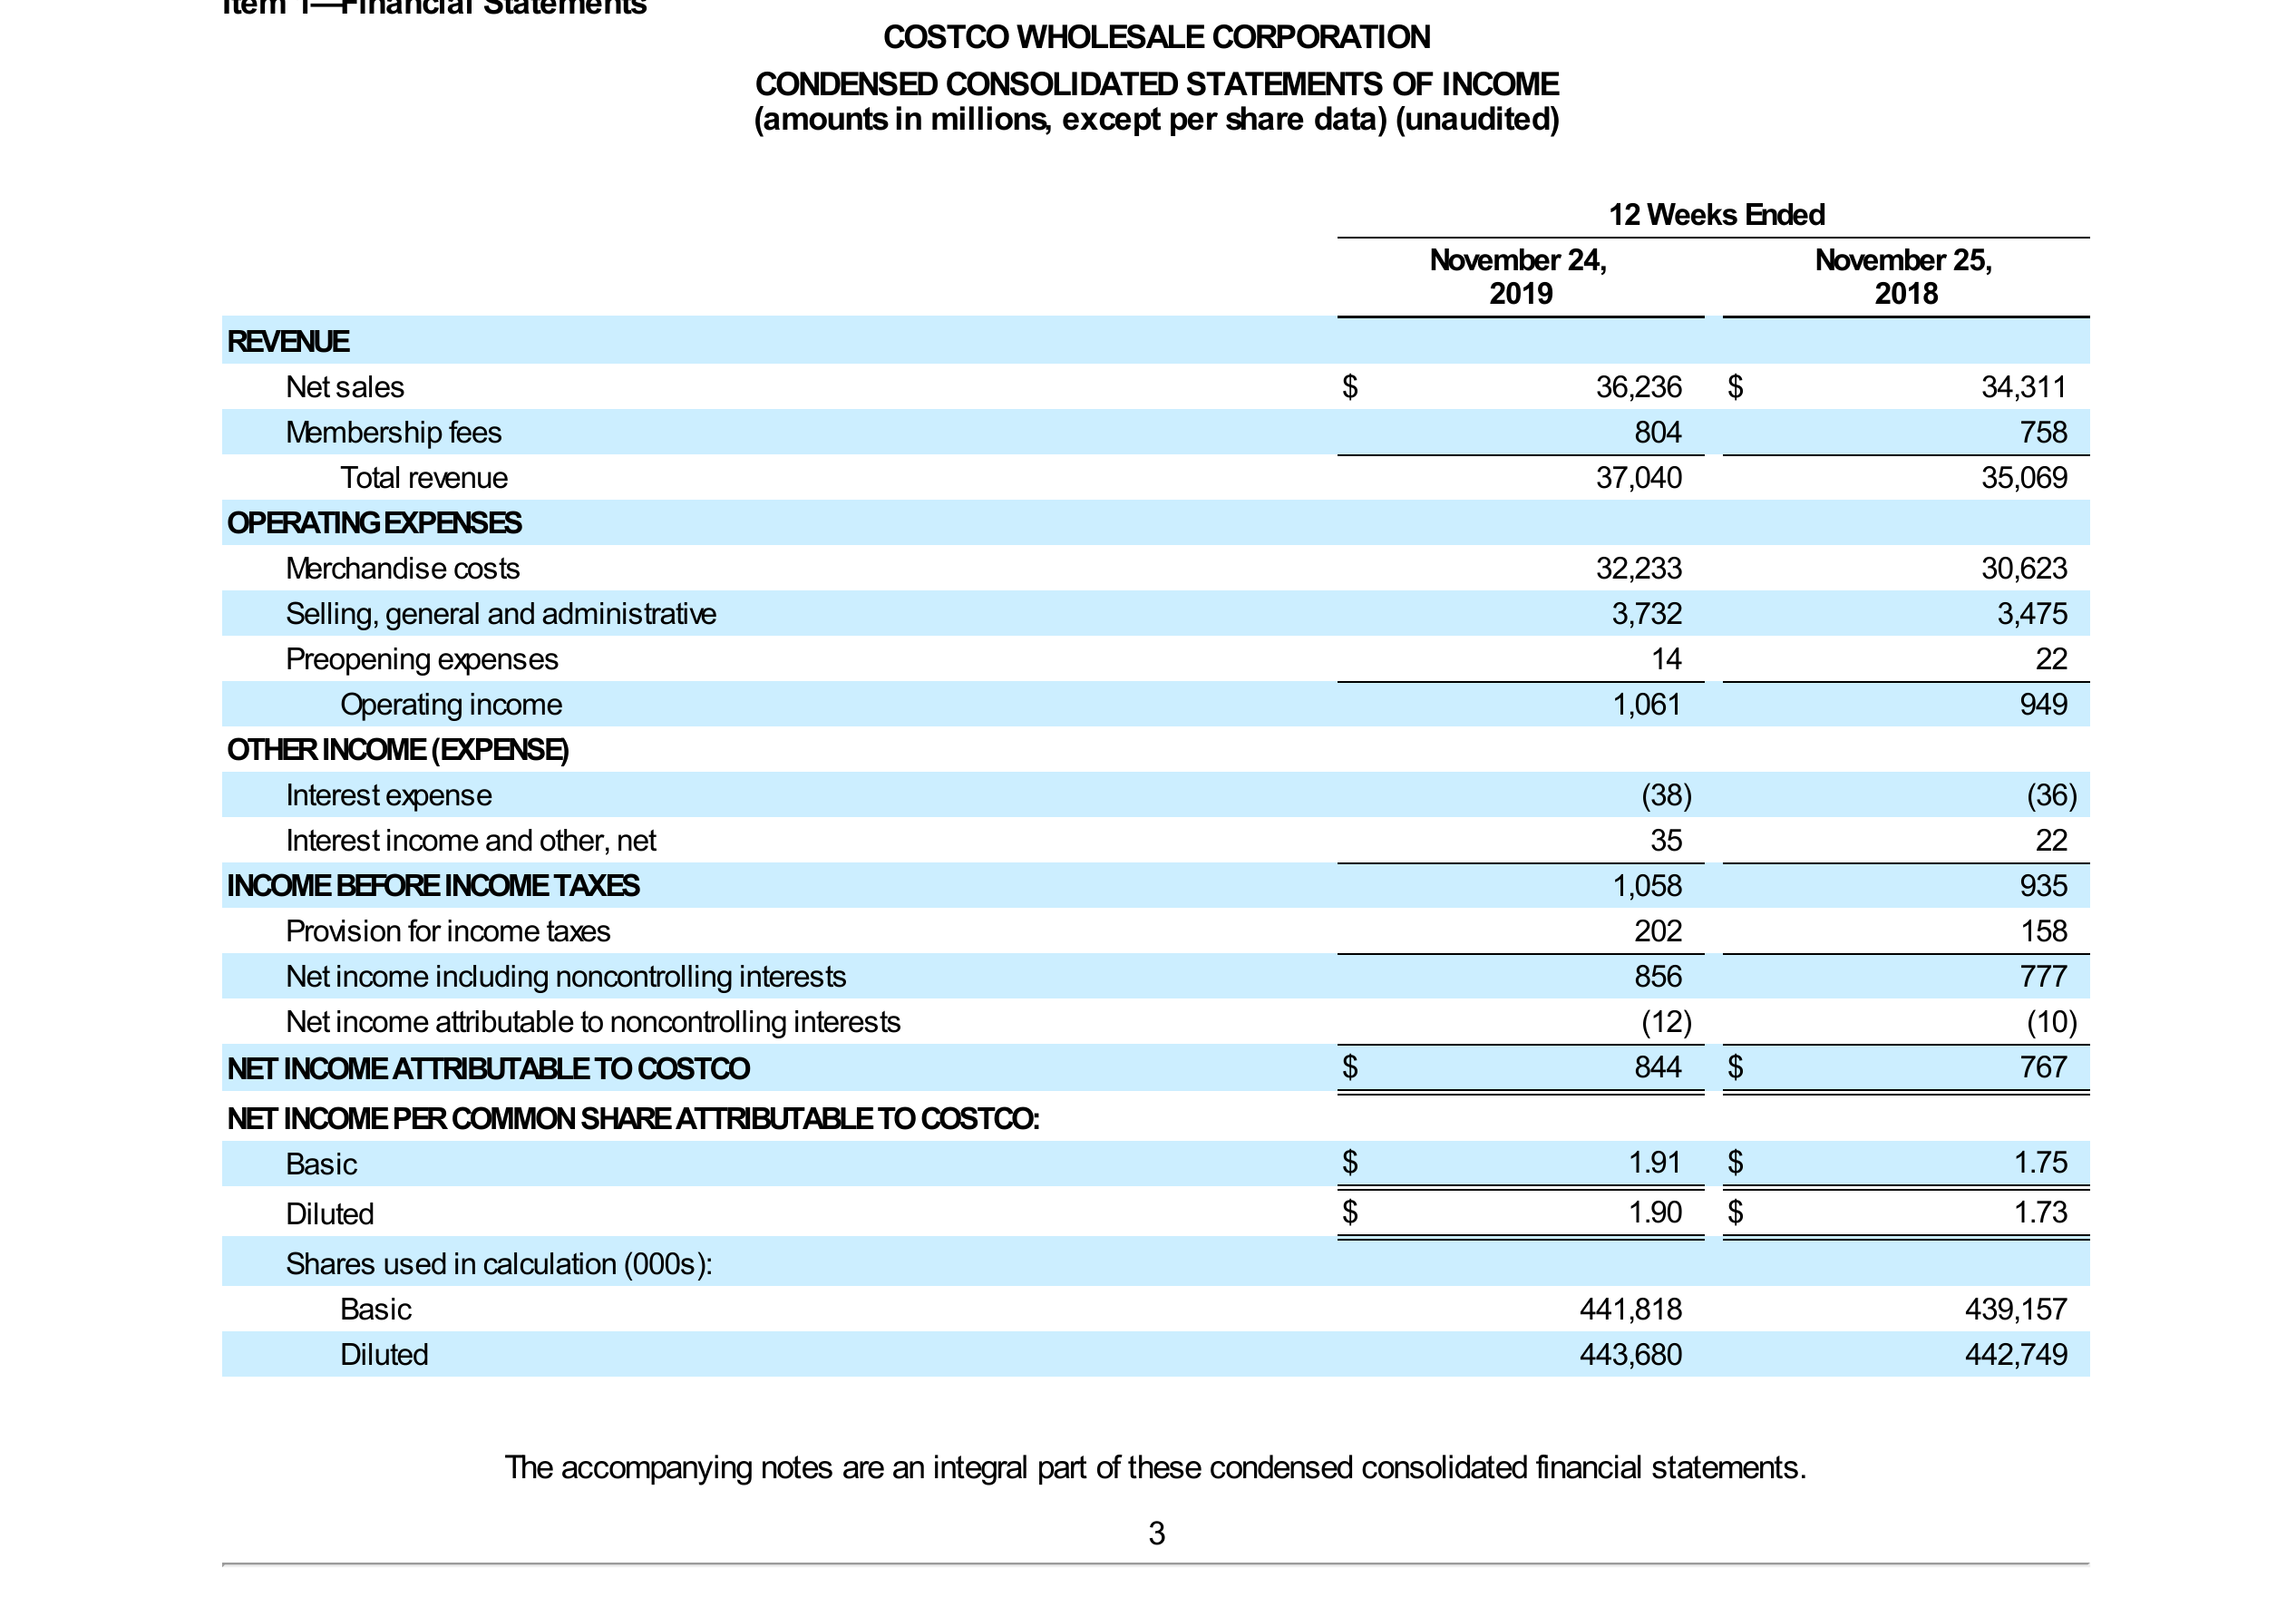 Item 1—Financial Statements
COSTCO WHOLESALE CORPORATION
CONDENSED CONSOLIDATED STATEMENTS OF INCOME
(amounts in millions, except per share data) (unaudited)
12 Weeks Ended
November 24, 2019 November 25, 2018
REVENUE
Net sales $ 36,236 $ 34,311
Membership fees 804 758
Total revenue 37,040 35,069
OPERATING EXPENSES
Merchandise costs 32,233 30,623
Selling, general and administrative 3,732 3,475
Preopening expenses 14 22
Operating income 1,061 949
OTHER INCOME (EXPENSE)
Interest expense (38) (36)
Interest income and other, net 35 22
INCOME BEFORE INCOME TAXES 1,058 935
Provision for income taxes 202 158
Net income including noncontrolling interests 856 777
Net income attributable to noncontrolling interests (12) (10)
NET INCOME ATTRIBUTABLE TO COSTCO $ 844 $ 767
NET INCOME PER COMMON SHARE ATTRIBUTABLE TO COSTCO:
Basic $ 1.91 $ 1.75
Diluted $ 1.90 $ 1.73
Shares used in calculation (000s):
Basic 441,818 439,157
Diluted 443,680 442,749
The accompanying notes are an integral part of these condensed consolidated financial statements.
3